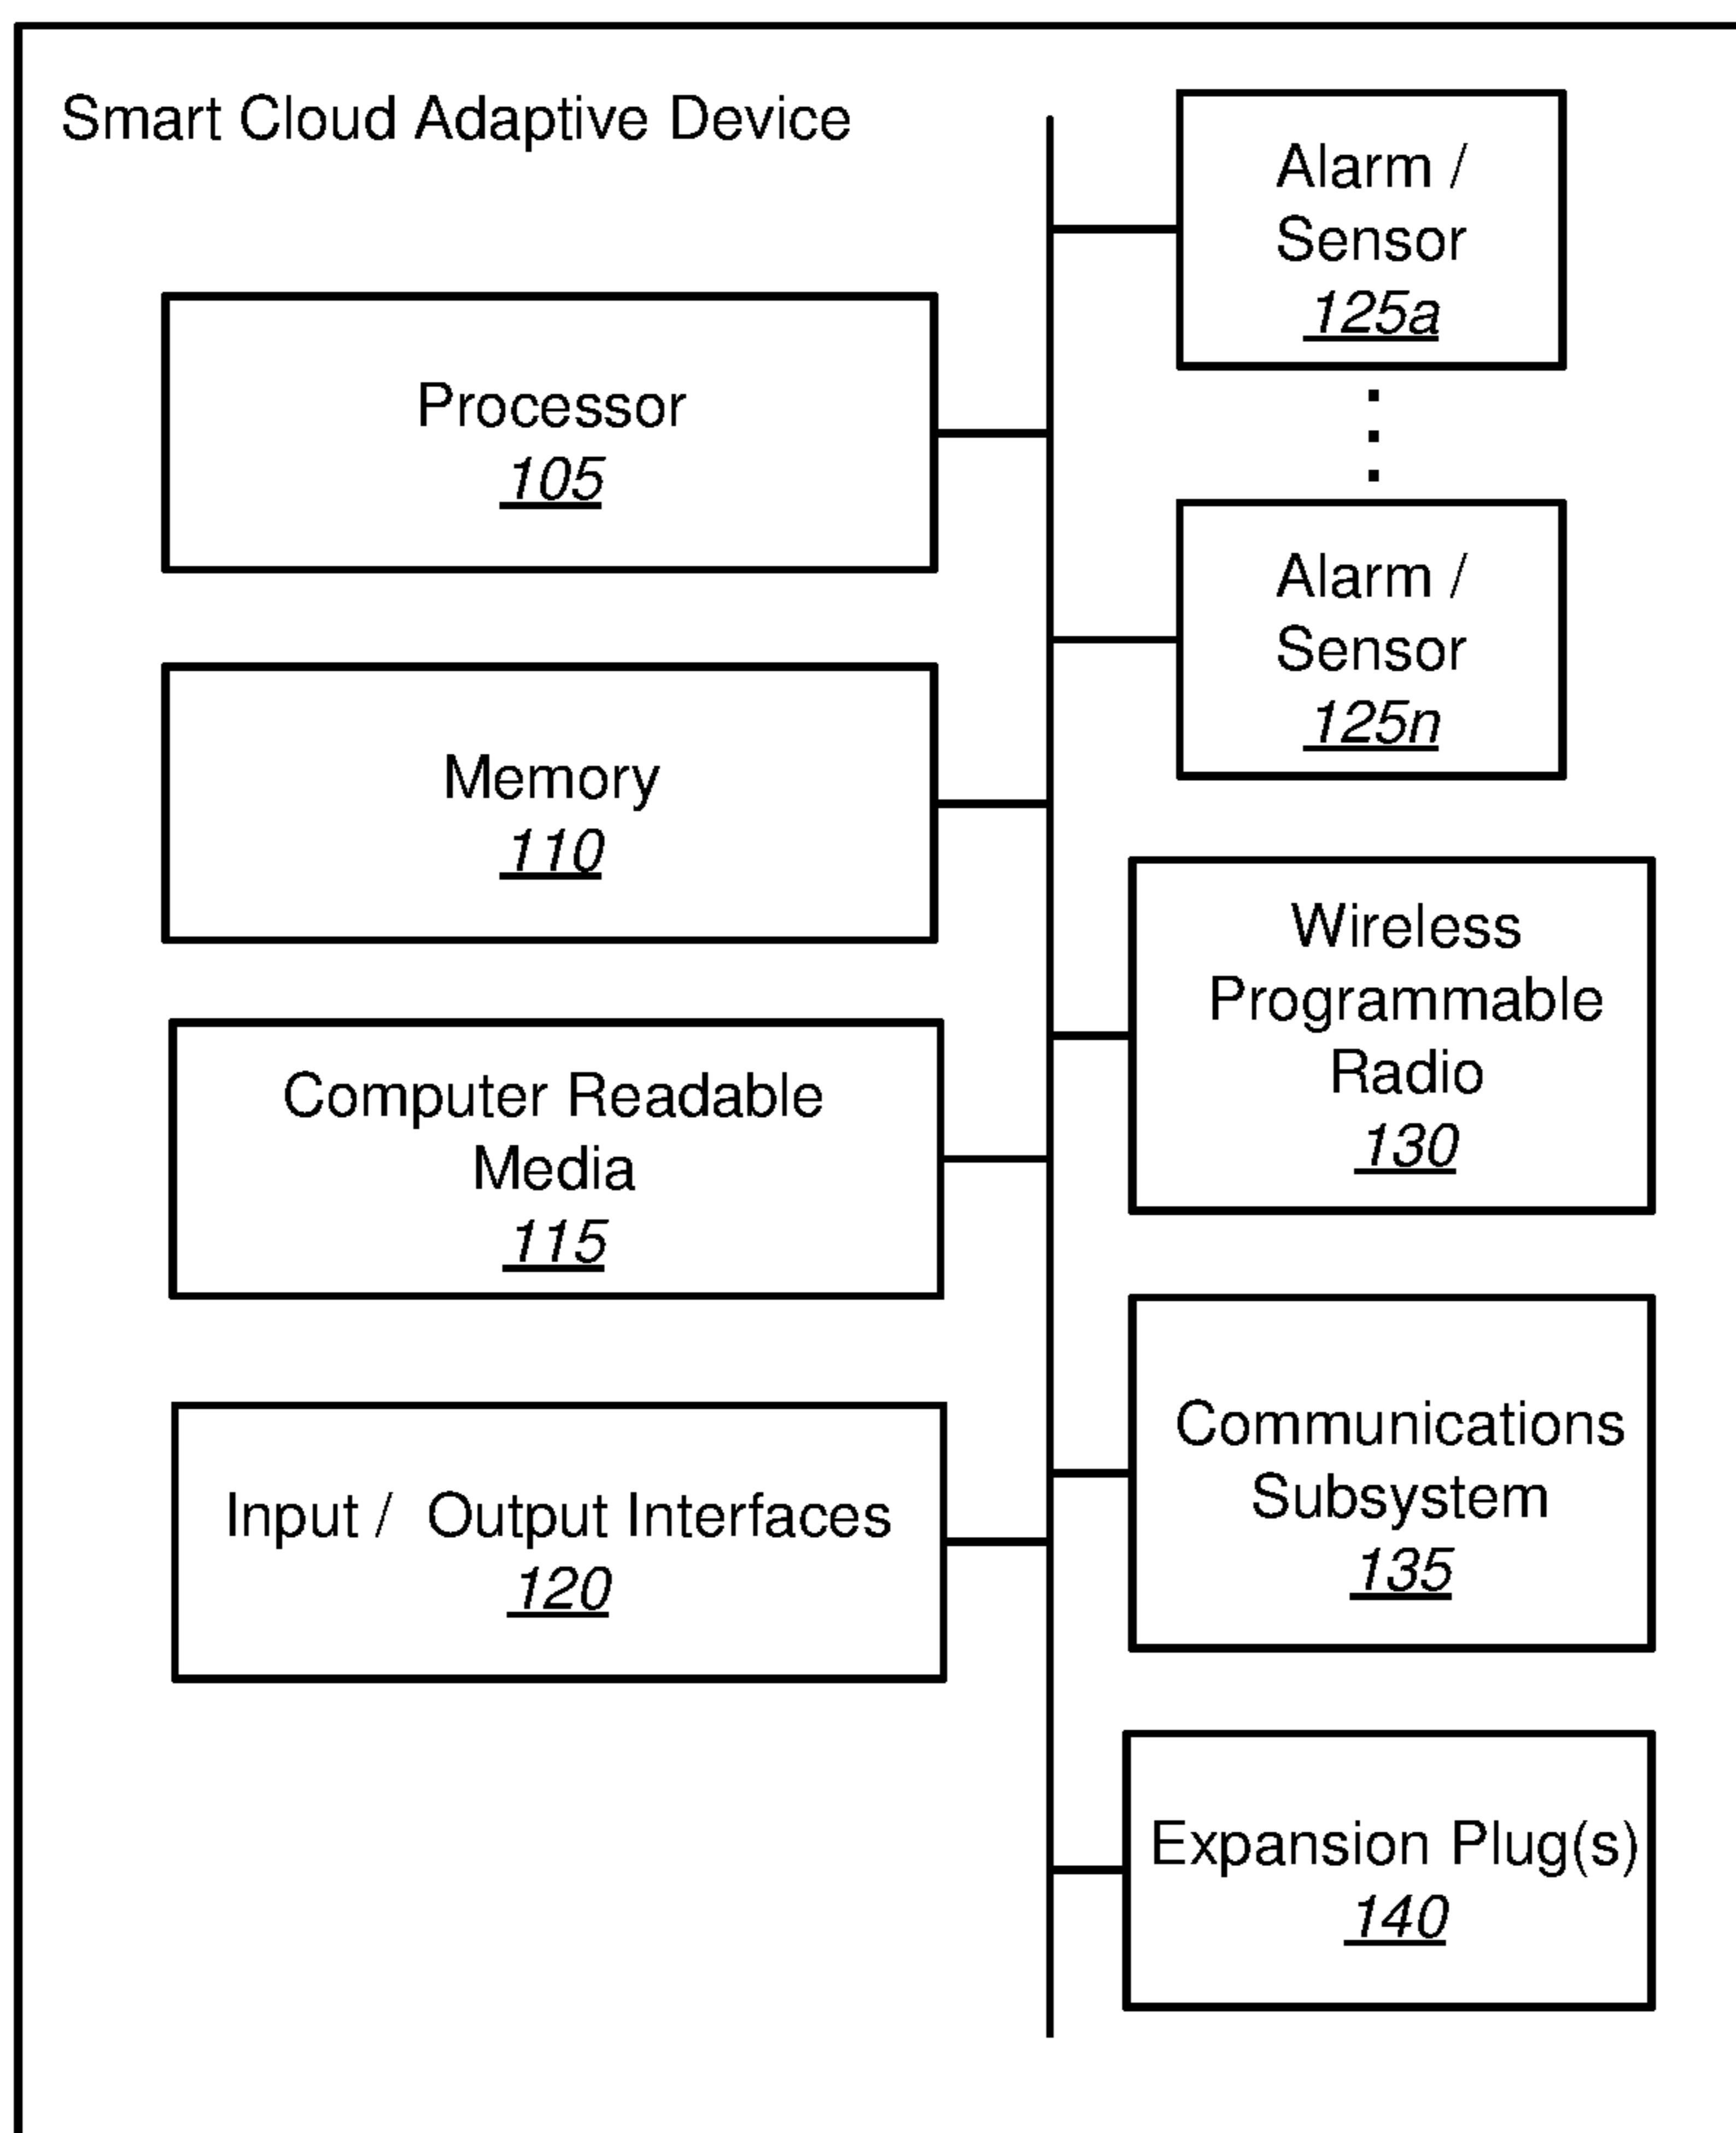 Smart Cloud Adaptive Device
Processor
105
Memory
110
Computer Readable
Media
115
Input / Output Interfaces
120
Alarm /
Sensor
125a
Alarm /
Sensor
125n
Wireless
Programmable
Radio
130
Communications
Subsystem
135
Expansion Plug(s)
140